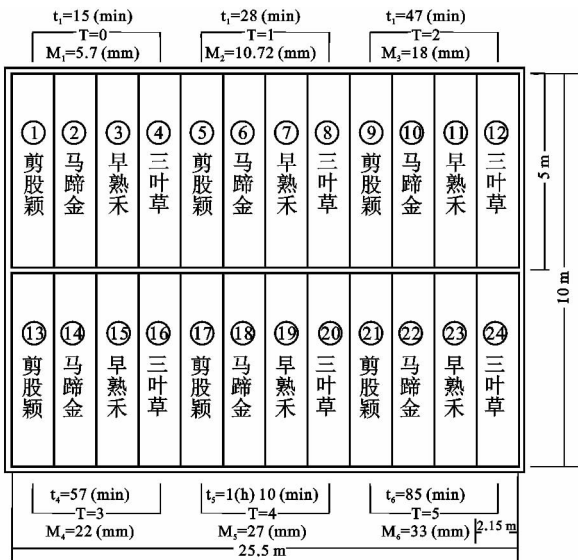 t₁=15 (min) t₁=28 (min) t₁=47 (min)
T=0 T=1 T=2
M₁=5.7 (mm) M₂=10.72 (mm) M₃=18 (mm)
① ② ③ ④ ⑤ ⑥ ⑦ ⑧ ⑨ ⑩ ⑪ ⑫
剪股颖 马蹄金 早熟禾 三叶草 剪股颖 马蹄金 早熟禾 三叶草 剪股颖 马蹄金 早熟禾 三叶草
5 m
10 m
⑬ ⑭ ⑮ ⑯ ⑰ ⑱ ⑲ ⑳ ㉑ ㉒ ㉓ ㉔
剪股颖 马蹄金 早熟禾 三叶草 剪股颖 马蹄金 早熟禾 三叶草 剪股颖 马蹄金 早熟禾 三叶草
t₄=57 (min) t₅=1(h) 10 (min) t₆=85 (min)
T=3 T=4 T=5
M₄=22 (mm) M₅=27 (mm) M₆=33 (mm) 2.15 m
25.5 m